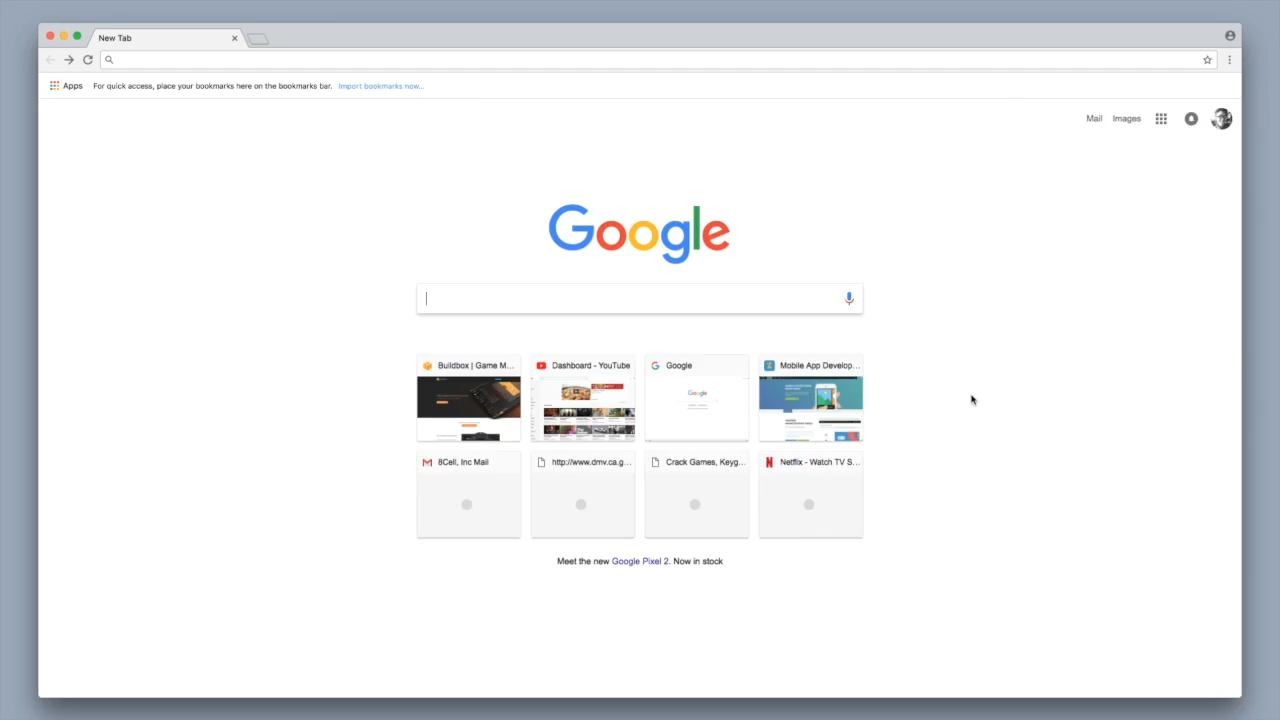 New Tab
Apps For quick access, place your bookmarks here on the bookmarks bar. Import bookmarks now...
Mail Images
Google
Buildbox | Game M... Dashboard - YouTube Google Mobile App Develop...
Google
8Cell, Inc Mail http://www.dmv.ca.g... Crack Games, Keyg... Netflix - Watch TV S...
Meet the new Google Pixel 2. Now in stock